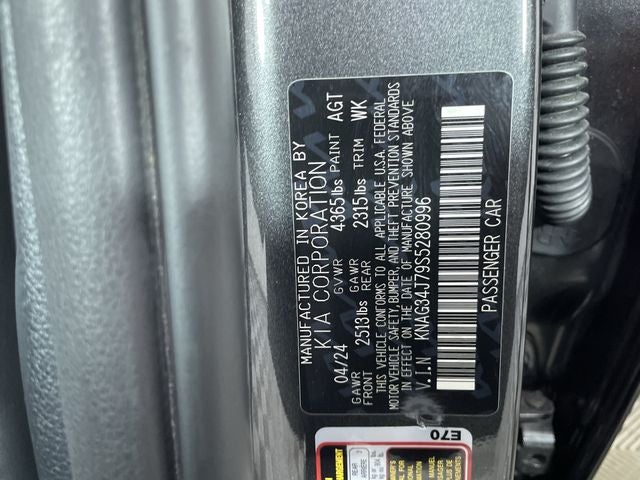 MANUFACTURED IN KOREA BY
KIA CORPORATION
04/24 GVWR 4365lbs PAINT AGT
GAWR FRONT 2513lbs GAWR REAR 2315lbs TRIM WK
THIS VEHICLE CONFORMS TO ALL APPLICABLE U.S.A. FEDERAL
MOTOR VEHICLE SAFETY, BUMPER, AND THEFT PREVENTION STANDARDS
IN EFFECT ON THE DATE OF MANUFACTURE SHOWN ABOVE
V.I.N KNAG34J79S5280996
PASSENGER CAR
E70
REAR
ARRIÈRE